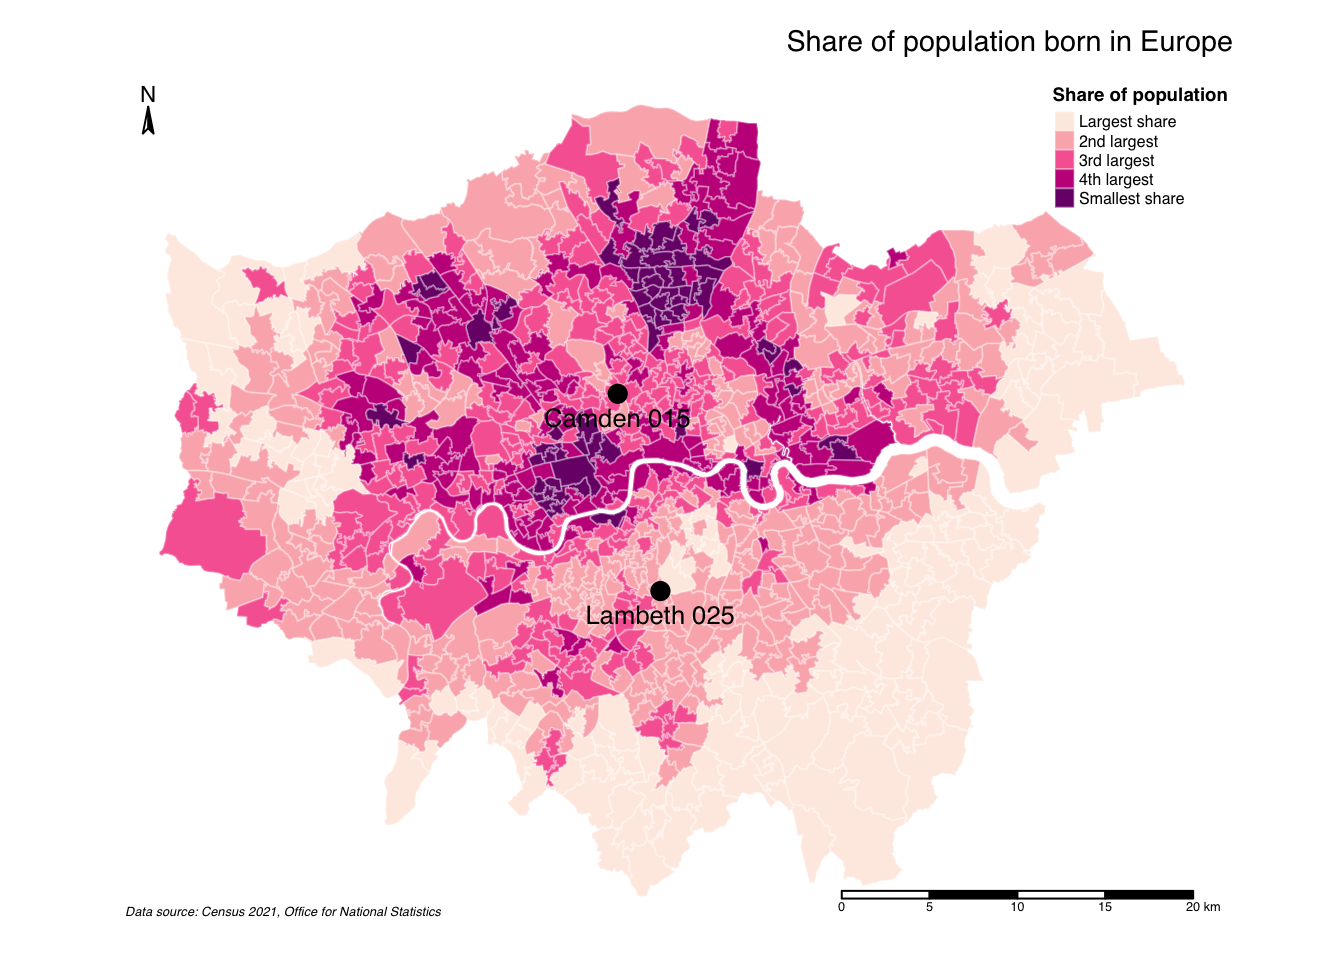 Share of population born in Europe
N
Share of population
Largest share
2nd largest
3rd largest
4th largest
Smallest share
Camden 015
Lambeth 025
0 5 10 15 20 km
Data source: Census 2021, Office for National Statistics